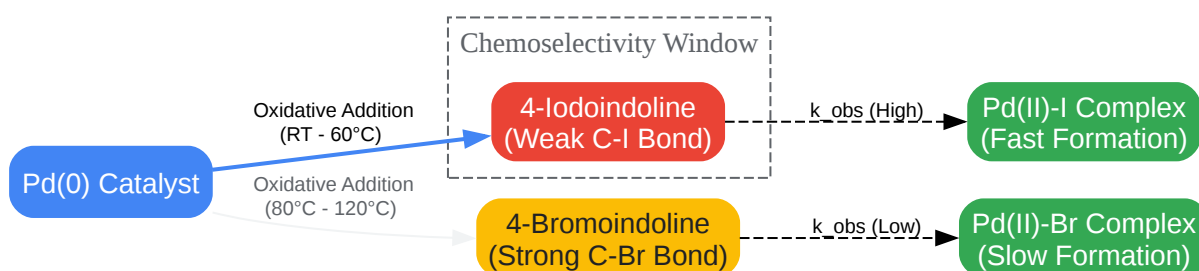 Chemoselectivity Window
Oxidative Addition
(RT - 60°C)
4-Iodoindoline
(Weak C-I Bond)
k_obs (High)
Pd(II)-I Complex
(Fast Formation)
Pd(0) Catalyst
Oxidative Addition
(80°C - 120°C)
4-Bromoindoline
(Strong C-Br Bond)
k_obs (Low)
Pd(II)-Br Complex
(Slow Formation)